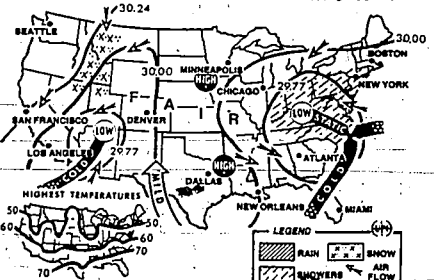 30.24
SEATTLE
30.00
BOSTON
30.00
MINNEAPOLIS
HIGH
29.77
NEW YORK
CHICAGO
F A I R
SAN FRANCISCO
LOW
DENVER
LOW
STATIC
LOS ANGELES
29.77
COLD
HIGH
ATLANTA
COLD
DALLAS
MILD
HIGHEST TEMPERATURES
NEW ORLEANS
MIAMI
50
50
60
60
70
70
LEGEND
RAIN
SNOW
SHOWERS
AIR
FLOW